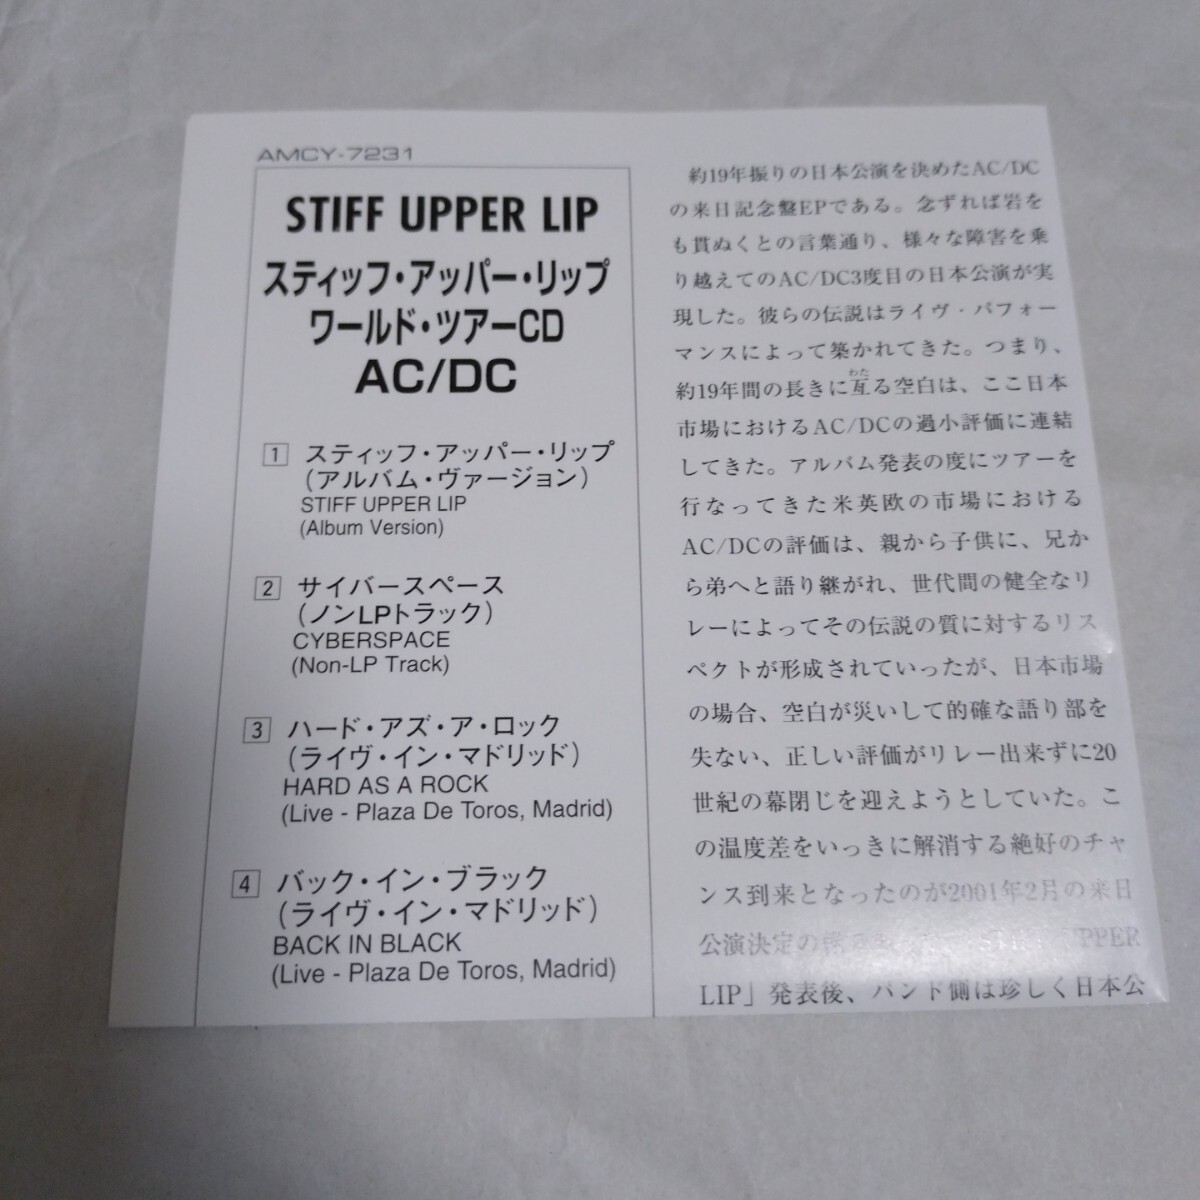 AMCY-7231
STIFF UPPER LIP
スティッフ・アッパー・リップ
ワールド・ツアーCD
AC/DC
1 スティッフ・アッパー・リップ
(アルバム・ヴァージョン)
STIFF UPPER LIP
(Album Version)
2 サイバースペース
(ノンLPトラック)
CYBERSPACE
(Non-LP Track)
3 ハード・アズ・ア・ロック
(ライヴ・イン・マドリッド)
HARD AS A ROCK
(Live - Plaza De Toros, Madrid)
4 バック・イン・ブラック
(ライヴ・イン・マドリッド)
BACK IN BLACK
(Live - Plaza De Toros, Madrid)
約19年振りの日本公演を決めたAC/DC
の来日記念盤EPである。念ずれば岩を
も貫ぬくとの言葉通り、様々な障害を乗
り越えてのAC/DC3度目の日本公演が実
現した。彼らの伝説はライヴ・パフォー
マンスによって築かれてきた。つまり、
わた
約19年間の長きに亙る空白は、ここ日本
市場におけるAC/DCの過小評価に連結
してきた。アルバム発表の度にツアーを
行なってきた米英欧の市場における
AC/DCの評価は、親から子供に、兄か
ら弟へと語り継がれ、世代間の健全なリ
レーによってその伝説の質に対するリス
ペクトが形成されていったが、日本市場
の場合、空白が災いして的確な語り部を
失ない、正しい評価がリレー出来ずに20
世紀の幕閉じを迎えようとしていた。こ
の温度差をいっきに解消する絶好のチャ
ンス到来となったのが2001年2月の来日
公演決定の UPPER
LIP」発表後、バンド側は珍しく日本公